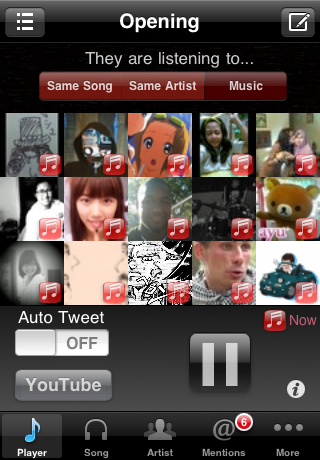 Opening
They are listening to...
Same Song Same Artist Music
ayu
Auto Tweet
Now
OFF
YouTube
i
@ 6
Player Song Artist Mentions More